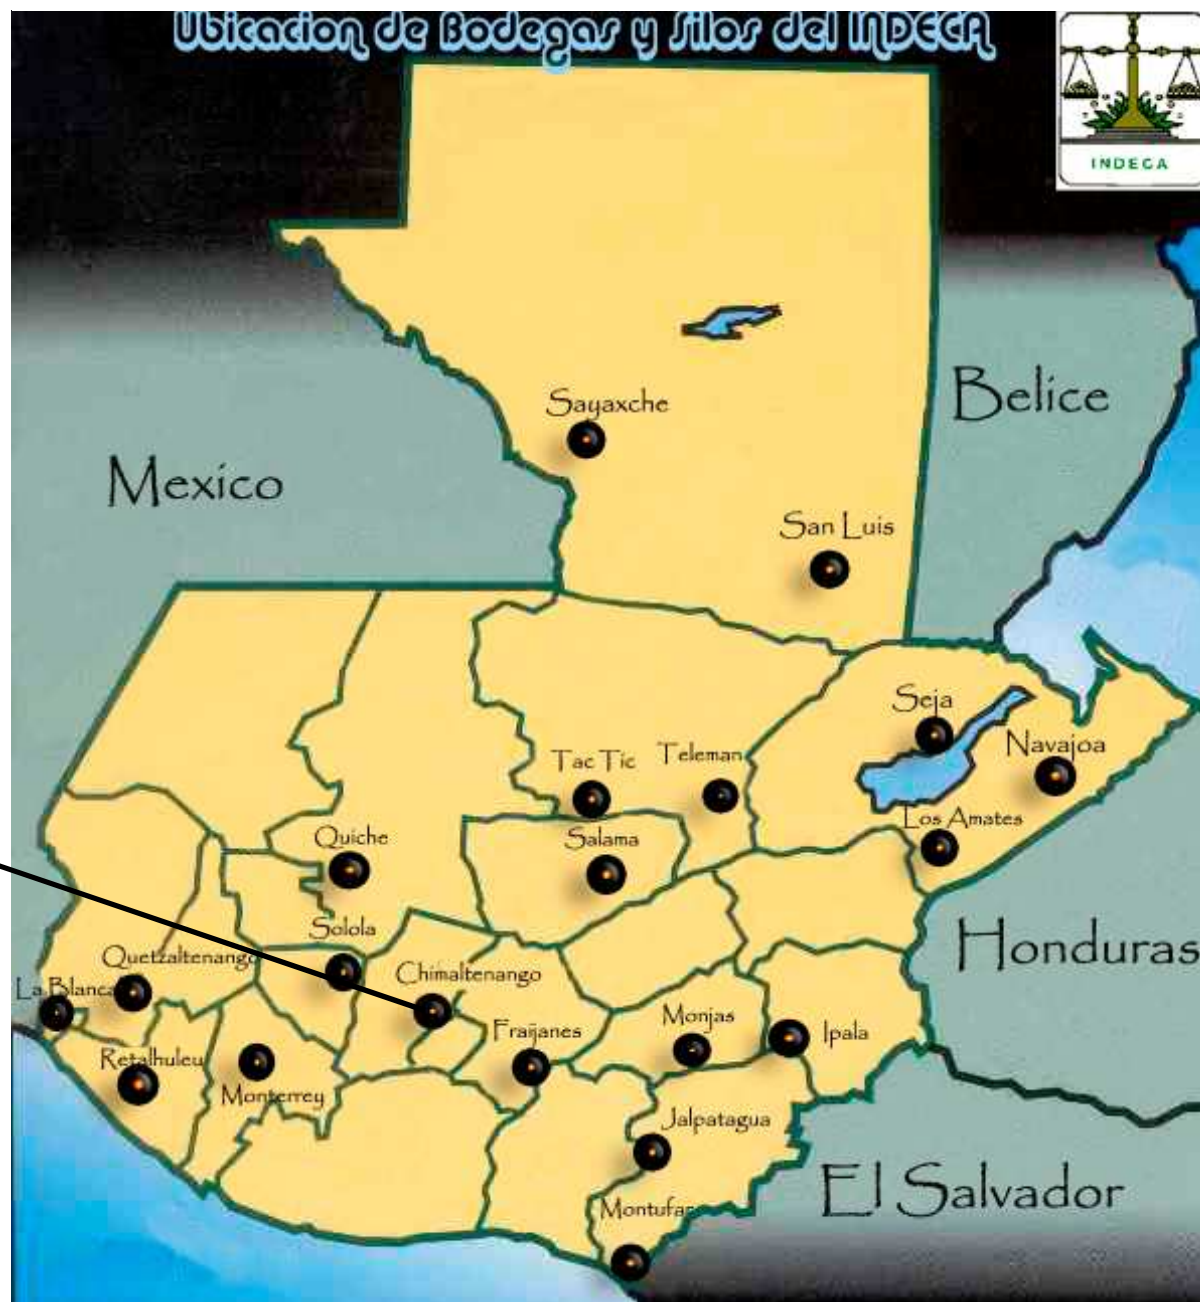 Ubicacion de Bodegas y Silos del INDECA
INDECA
Sayaxche
Belice
Mexico
San Luis
Seja
Navajoa
Tac Tic
Teleman
Los Amates
Quiche
Salama
Solola
Honduras
Quetzaltenango
Chimaltenango
La Blanca
Fraijanes
Monjas
Ipala
Retalhuleu
Monterrey
Jalpatagua
El Salvador
Montufar